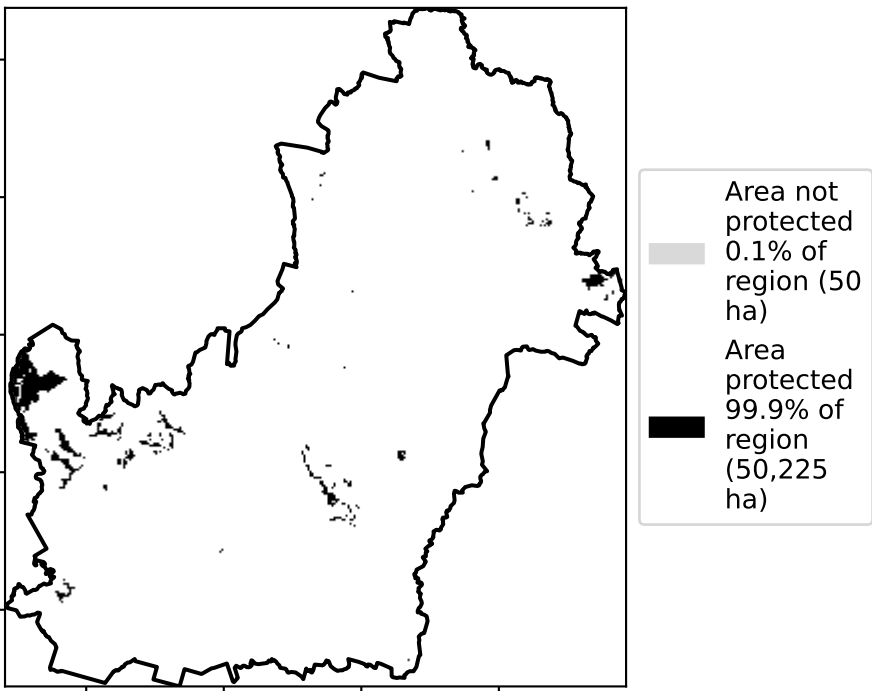 Area not
protected
0.1% of
region (50
ha)
Area
protected
99.9% of
region
(50,225
ha)